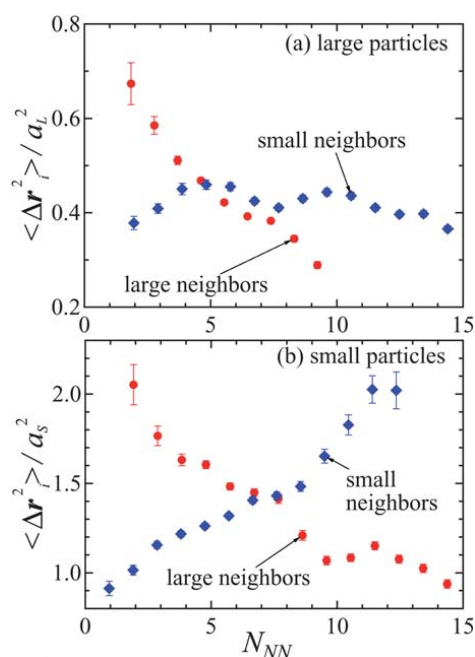 0.8
(a) large particles
0.6
small neighbors
0.4
large neighbors
0.2
<Δr_i^2>/a_L^2
0 5 10 15
(b) small particles
2.0
small
neighbors
1.5
large neighbors
1.0
<Δr_i^2>/a_S^2
0 5 10 15
N_NN